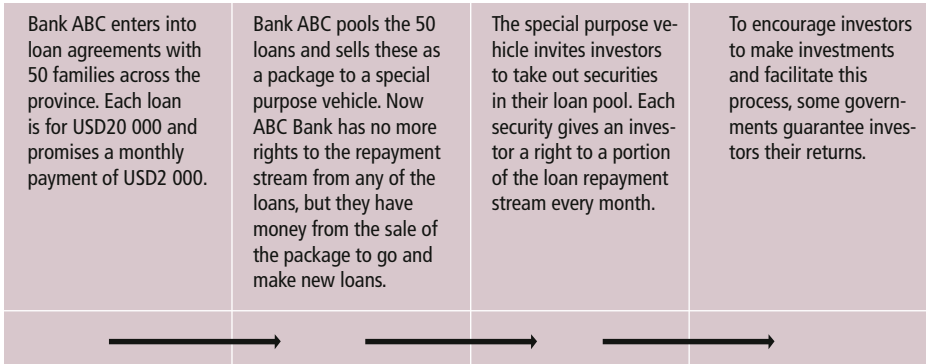 Bank ABC enters into
loan agreements with
50 families across the
province. Each loan
is for USD20 000 and
promises a monthly
payment of USD2 000.
Bank ABC pools the 50
loans and sells these as
a package to a special
purpose vehicle. Now
ABC Bank has no more
rights to the repayment
stream from any of the
loans, but they have
money from the sale of
the package to go and
make new loans.
The special purpose ve-
hicle invites investors
to take out securities
in their loan pool. Each
security gives an inves-
tor a right to a portion
of the loan repayment
stream every month.
To encourage investors
to make investments
and facilitate this
process, some govern-
ments guarantee inves-
tors their returns.